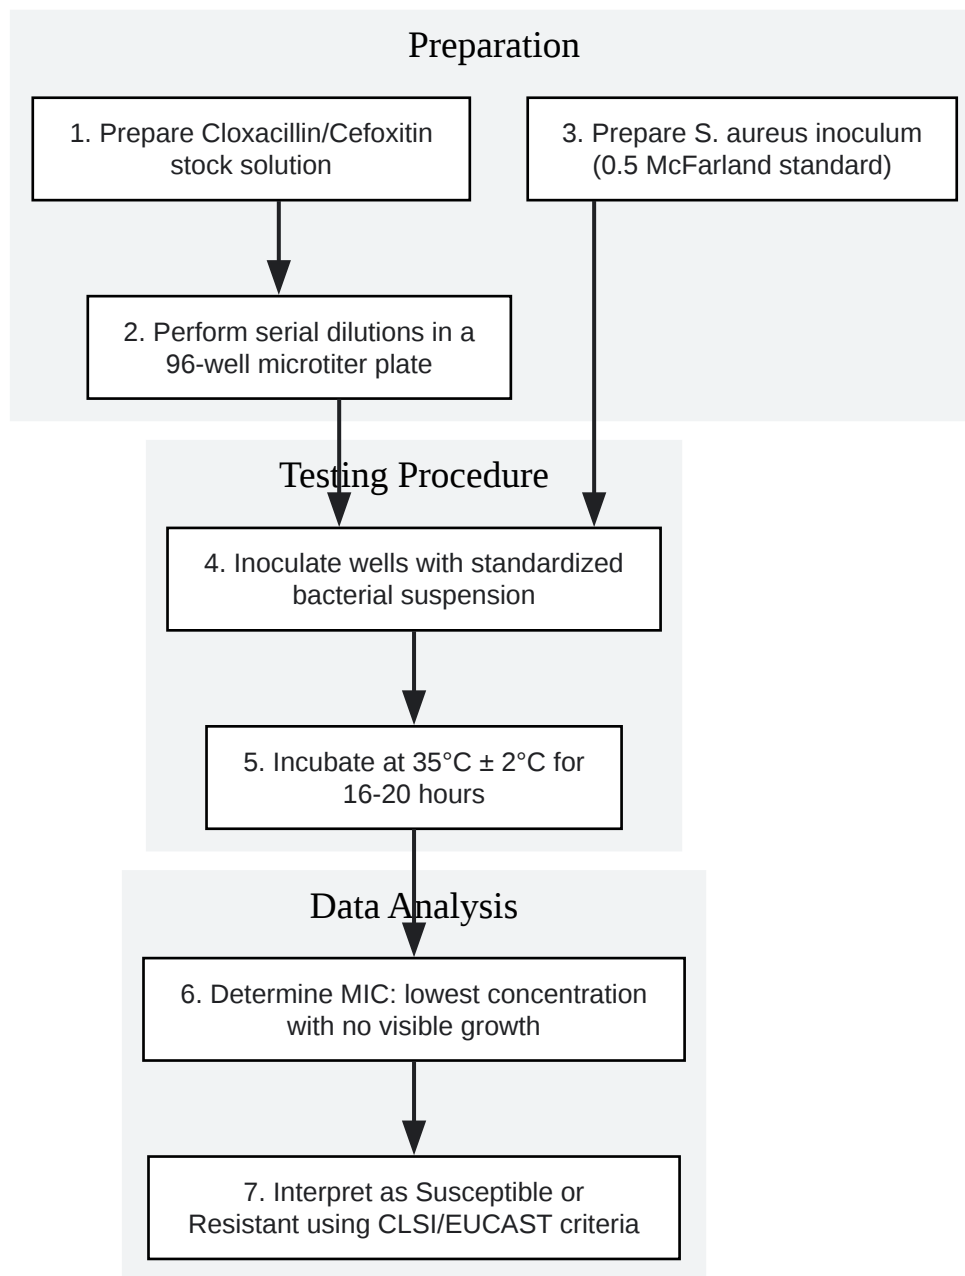 Preparation
1. Prepare Cloxacillin/Cefoxitin
stock solution
3. Prepare S. aureus inoculum
(0.5 McFarland standard)
2. Perform serial dilutions in a
96-well microtiter plate
Testing Procedure
4. Inoculate wells with standardized
bacterial suspension
5. Incubate at 35°C ± 2°C for
16-20 hours
Data Analysis
6. Determine MIC: lowest concentration
with no visible growth
7. Interpret as Susceptible or
Resistant using CLSI/EUCAST criteria